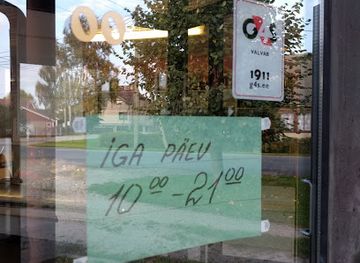 G4S
VALVAB
1911
g4s.ee
IGA PÄEV
10⁰⁰-21⁰⁰